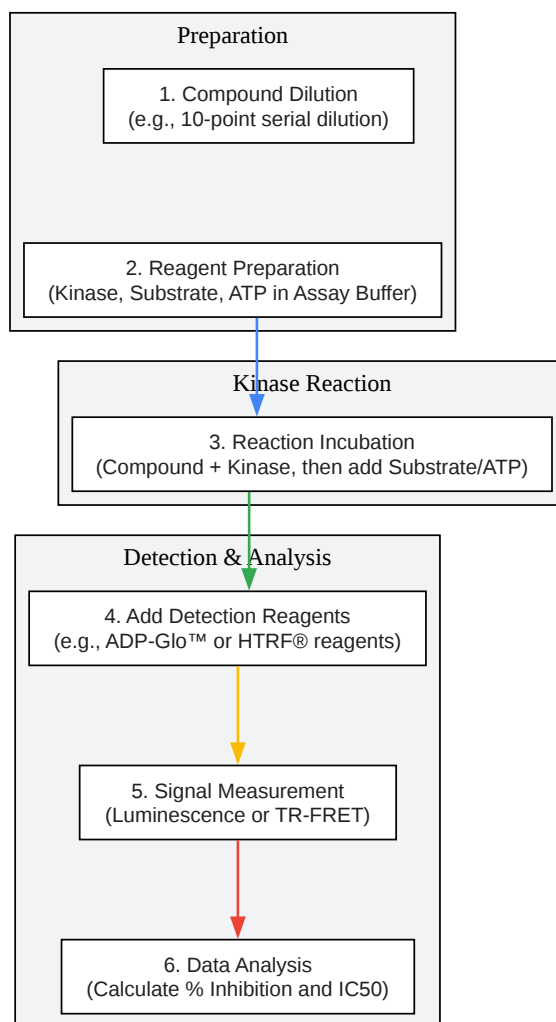 Preparation
1. Compound Dilution
(e.g., 10-point serial dilution)
2. Reagent Preparation
(Kinase, Substrate, ATP in Assay Buffer)
Kinase Reaction
3. Reaction Incubation
(Compound + Kinase, then add Substrate/ATP)
Detection & Analysis
4. Add Detection Reagents
(e.g., ADP-Glo™ or HTRF® reagents)
5. Signal Measurement
(Luminescence or TR-FRET)
6. Data Analysis
(Calculate % Inhibition and IC50)